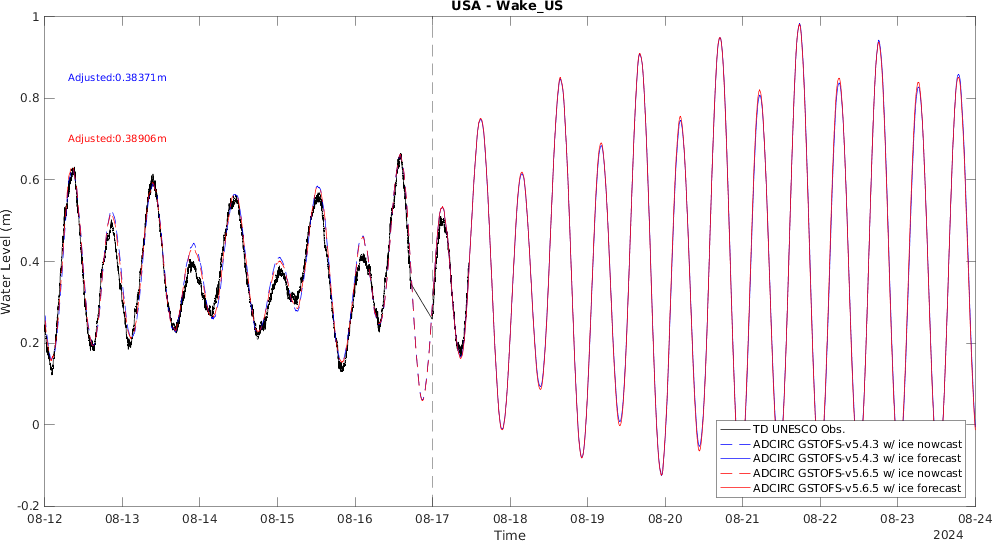 USA - Wake_US
Adjusted:0.38371m
Adjusted:0.38906m
Water Level (m)
1
0.8
0.6
0.4
0.2
0
-0.2
TD UNESCO Obs.
ADCIRC GSTOFS-v5.4.3 w/ ice nowcast
ADCIRC GSTOFS-v5.4.3 w/ ice forecast
ADCIRC GSTOFS-v5.6.5 w/ ice nowcast
ADCIRC GSTOFS-v5.6.5 w/ ice forecast
08-12 08-13 08-14 08-15 08-16 08-17 08-18 08-19 08-20 08-21 08-22 08-23 08-24
Time
2024